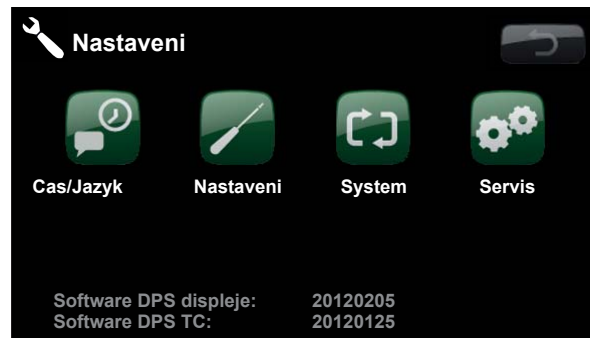 Nastaveni
Cas/Jazyk Nastaveni System Servis
Software DPS displeje: 20120205
Software DPS TC: 20120125